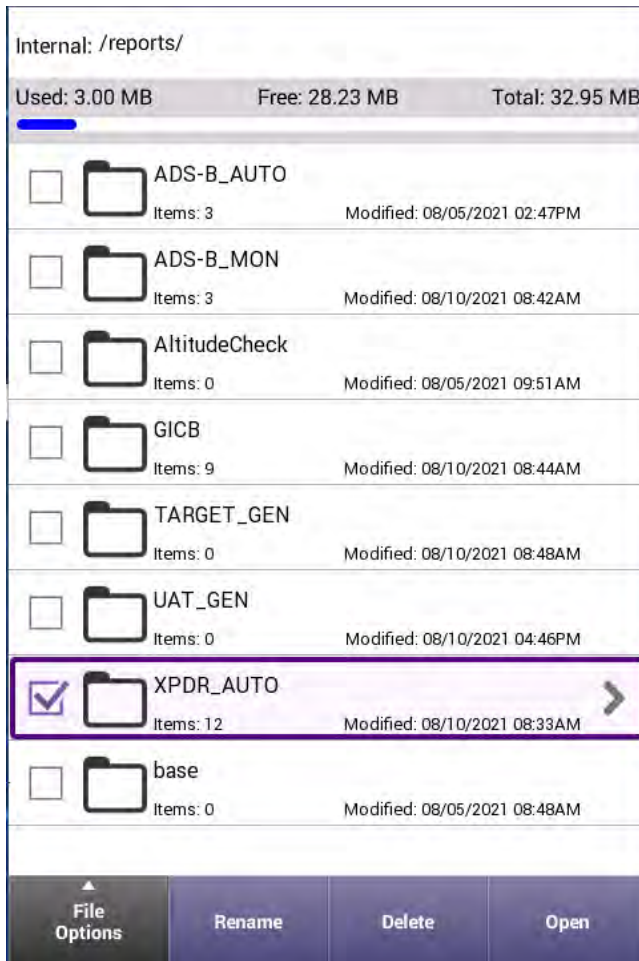 Internal: /reports/
Used: 3.00 MB Free: 28.23 MB Total: 32.95 MB
ADS-B_AUTO
Items: 3 Modified: 08/05/2021 02:47PM
ADS-B_MON
Items: 3 Modified: 08/10/2021 08:42AM
AltitudeCheck
Items: 0 Modified: 08/05/2021 09:51AM
GICB
Items: 9 Modified: 08/10/2021 08:44AM
TARGET_GEN
Items: 0 Modified: 08/10/2021 08:48AM
UAT_GEN
Items: 0 Modified: 08/10/2021 04:46PM
XPDR_AUTO
Items: 12 Modified: 08/10/2021 08:33AM
base
Items: 0 Modified: 08/05/2021 08:48AM
File
Options Rename Delete Open